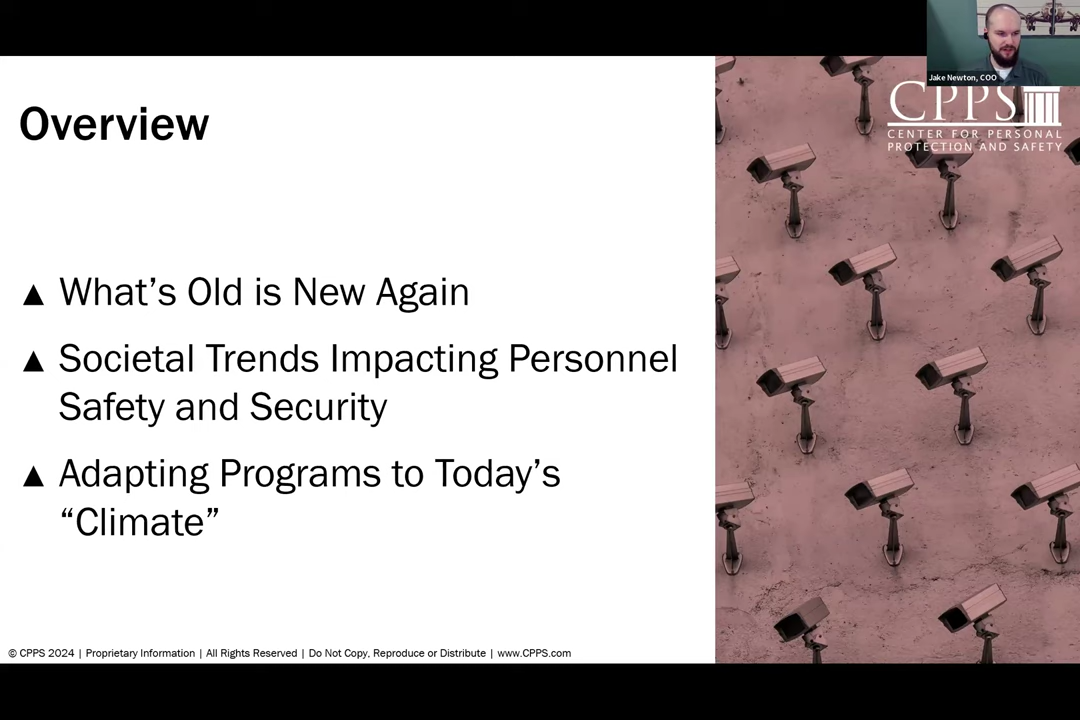 Jake Newton, COO
CPPS
CENTER FOR PERSONAL
PROTECTION AND SAFETY
Overview
▲ What’s Old is New Again
▲ Societal Trends Impacting Personnel
Safety and Security
▲ Adapting Programs to Today’s
“Climate”
© CPPS 2024 | Proprietary Information | All Rights Reserved | Do Not Copy, Reproduce or Distribute | www.CPPS.com